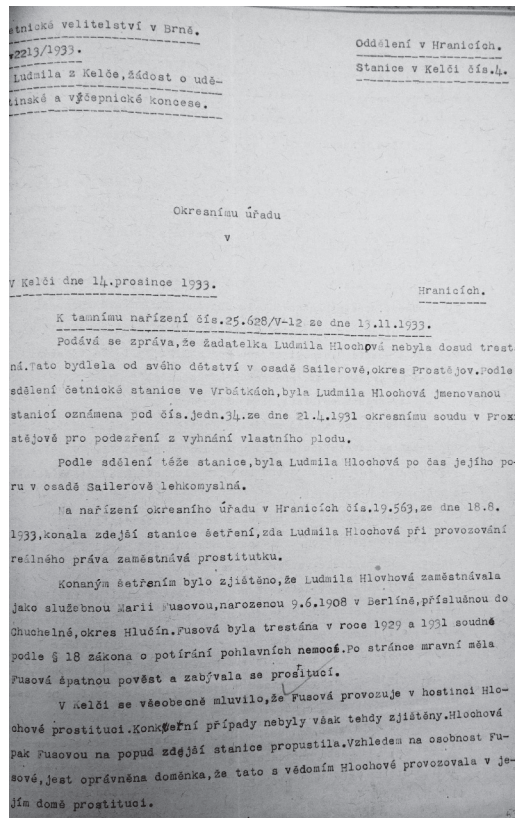 etnické velitelství v Brně.
2213/1933.
Ludmila z Kelče,žádost o udě-
tinské a výčepnické koncese.
Oddělení v Hranicích.
Stanice v Kelči čís.4.
Okresnímu úřadu
v
V Kelči dne 14.prosince 1933.
Hranicích.
K tamnímu nařízení čís.25.628/V-12 ze dne 13.11.1933.
Podává se zpráva,že žadatelka Ludmila Hlochová nebyla dosud trest
ná.Tato bydlela od svého dětství v osadě Sailerově,okres Prostějov.Podle
sdělení četnické stanice ve Vrbátkách,byla Ludmila Hlochová jmenovanou
stanicí oznámena pod čís.jedn.34.ze dne 21.4.1931 okresnímu soudu v Pro
stějově pro podezření z vyhnání vlastního plodu.
Podle sdělení téže stanice,byla Ludmila Hlochová po čas jejího po-
ru v osadě Sailerově lehkomyslná.
Na nařízení okresního úřadu v Hranicích čís.19.563,ze dne 18.8.
1933,konala zdejší stanice šetření,zda Ludmila Hlochová při provozování
reálného práva zaměstnává prostitutku.
Konaným šetřením bylo zjištěno,že Ludmila Hlovhová zaměstnávala
jako služebnou Marii Fusovou,narozenou 9.6.1908 v Berlíně,příslušnou do
Chuchelné,okres Hlučín.Fusová byla trestána v roce 1929 a 1931 soudně
podle § 18 zákona o potírání pohlavních nemocí.Po stránce mravní měla
Fusová špatnou pověst a zabývala se prositucí.
V Kelči se všeobecně mluvilo,že Fusová provozuje v hostinci Hlo-
chové prostituci.Konkretní případy nebyly však tehdy zjištěny.Hlochová
pak Fusovou na popud zdejší stanice propustila.Vzhledem na osobnost Fu-
sové,jest oprávněna domněnka,že tato s vědomím Hlochové provozovala v je-
jím domě prostituci.